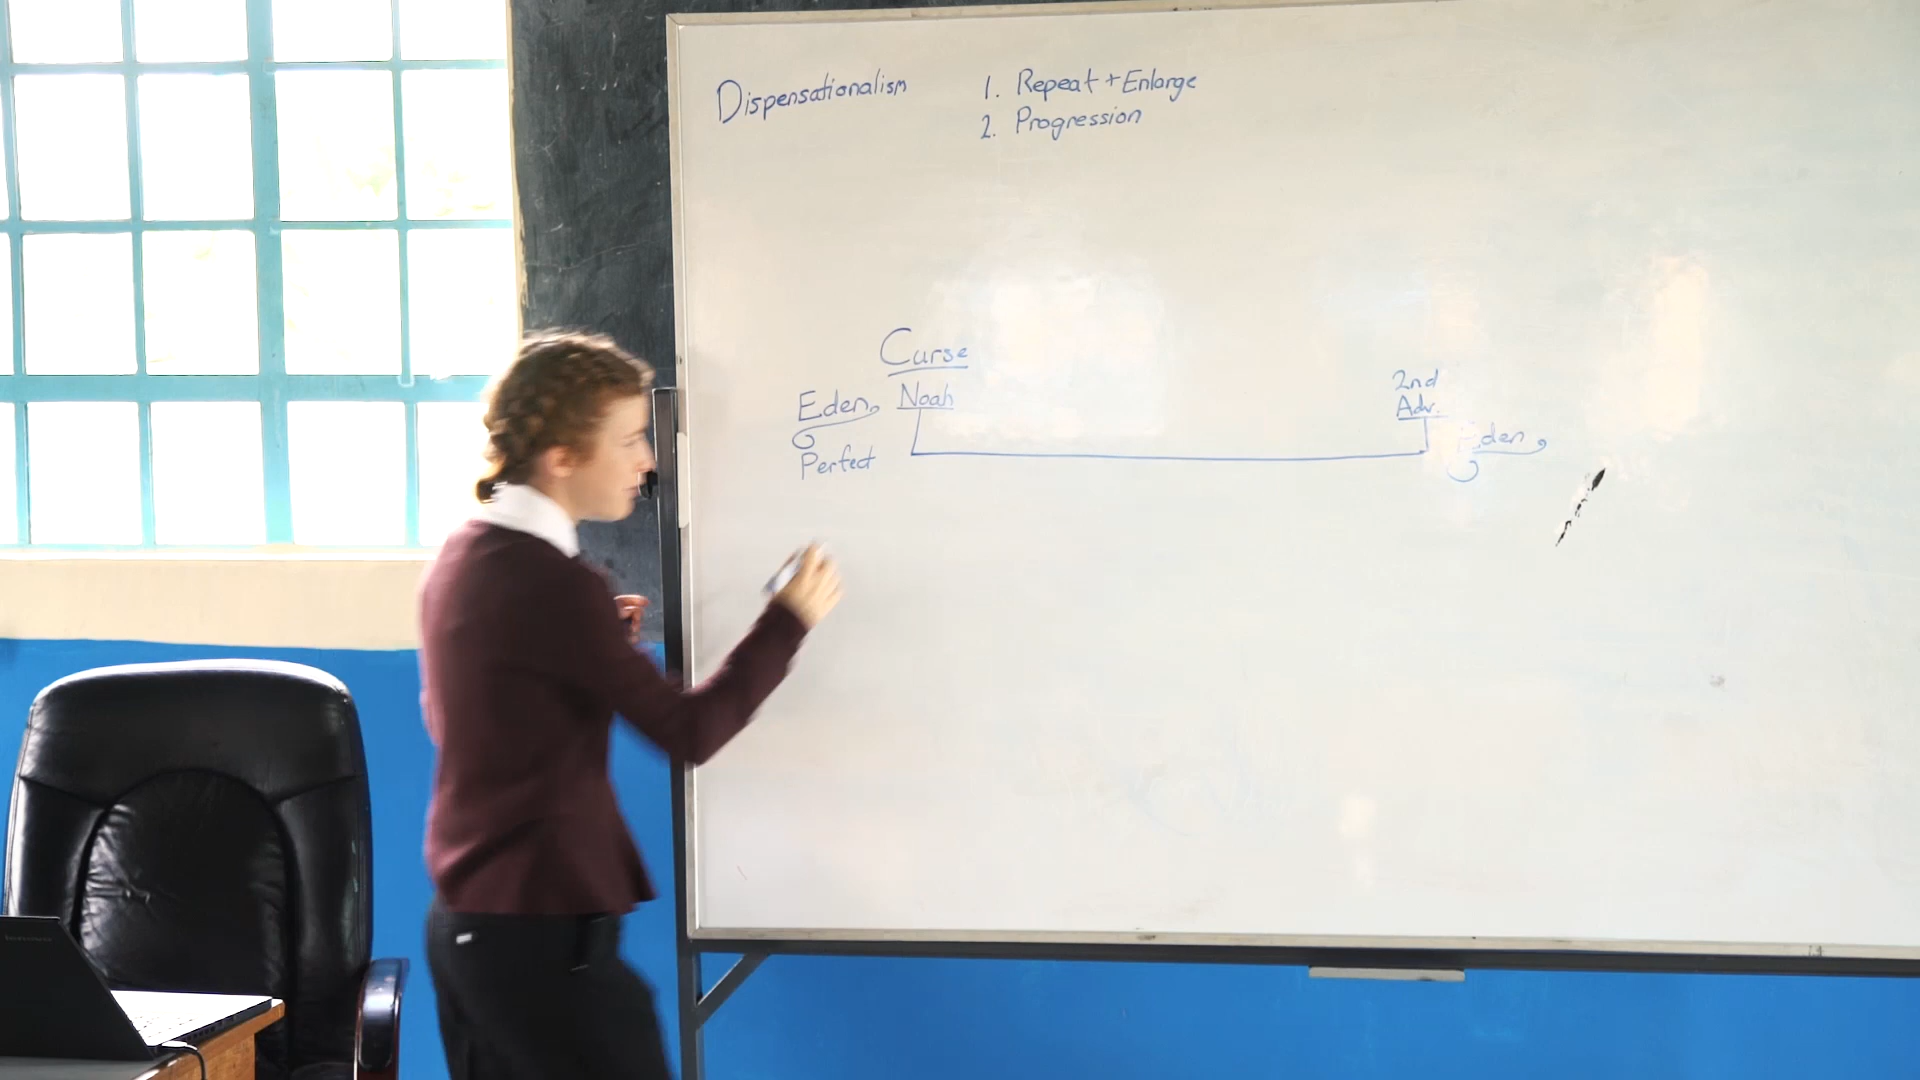 Dispensationalism
1. Repeat + Enlarge
2. Progression
Curse
Eden
Noah
Perfect
2nd
Adv.
Eden